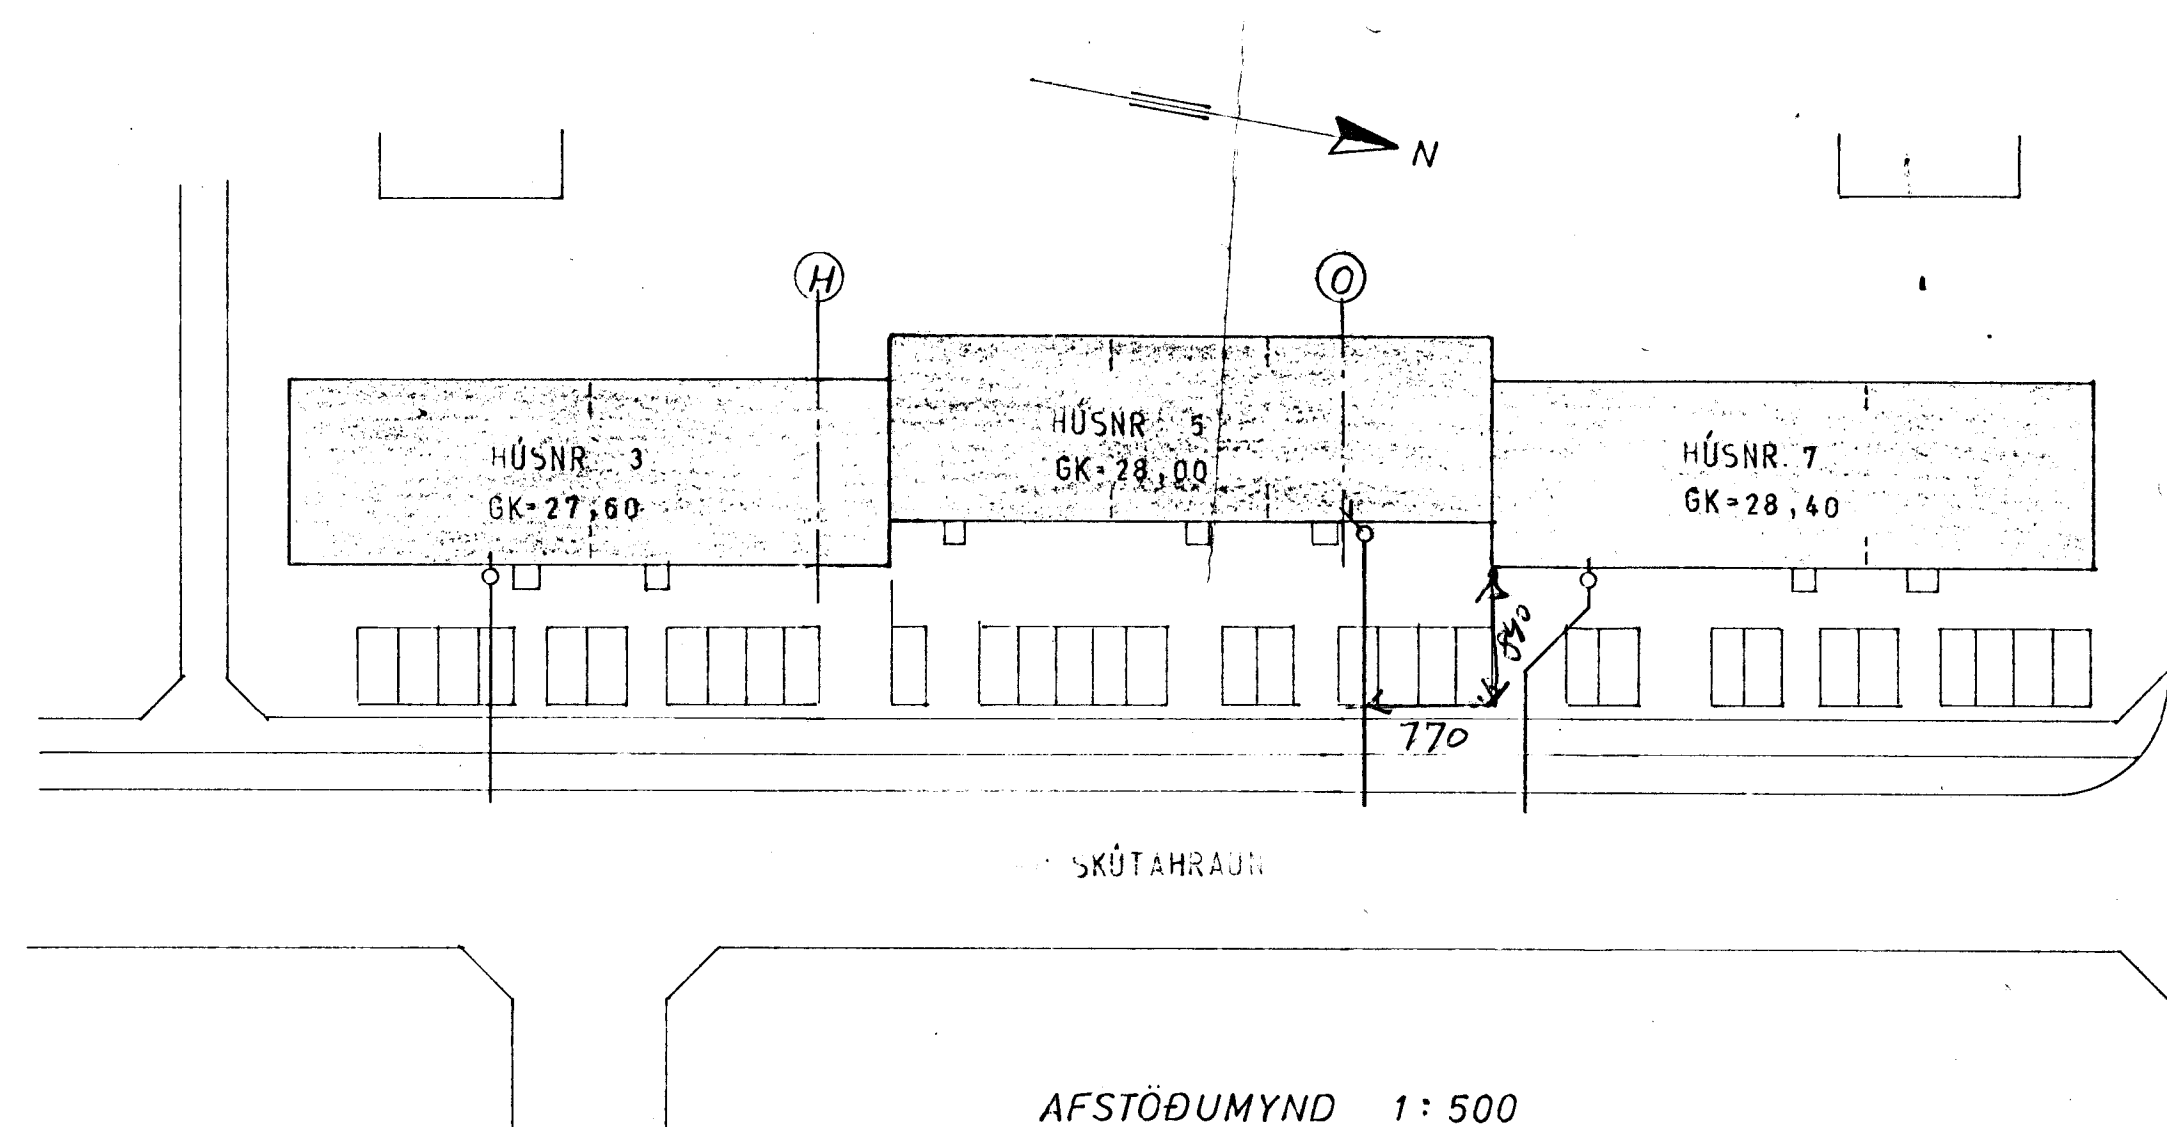 N
H
O
HÚSNR 3
GK=27,60
HÚSNR 5
GK=28,00
HÚSNR. 7
GK=28,40
840
770
SKÚTAHRAUN
AFSTÖÐUMYND 1:500